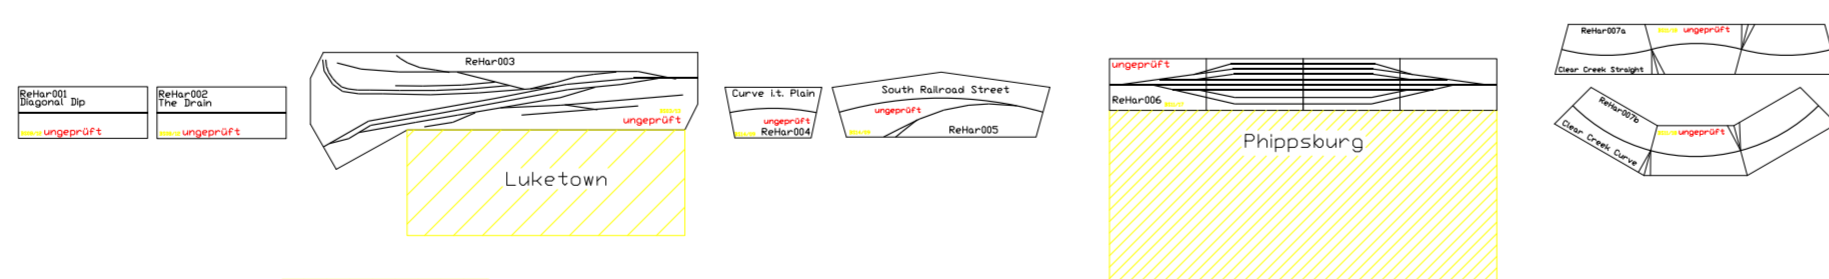 ReHar001
Diagonal Dip
ungeprüft
ReHar002
The Drain
ungeprüft
ReHar003
ungeprüft
Luketown
Curve i.t. Plain
ungeprüft
ReHar004
South Railroad Street
ungeprüft
ReHar005
ungeprüft
ReHar006
Phippsburg
ReHar007a
ungeprüft
Clear Creek Straight
ReHar007b
ungeprüft
Clear Creek Curve